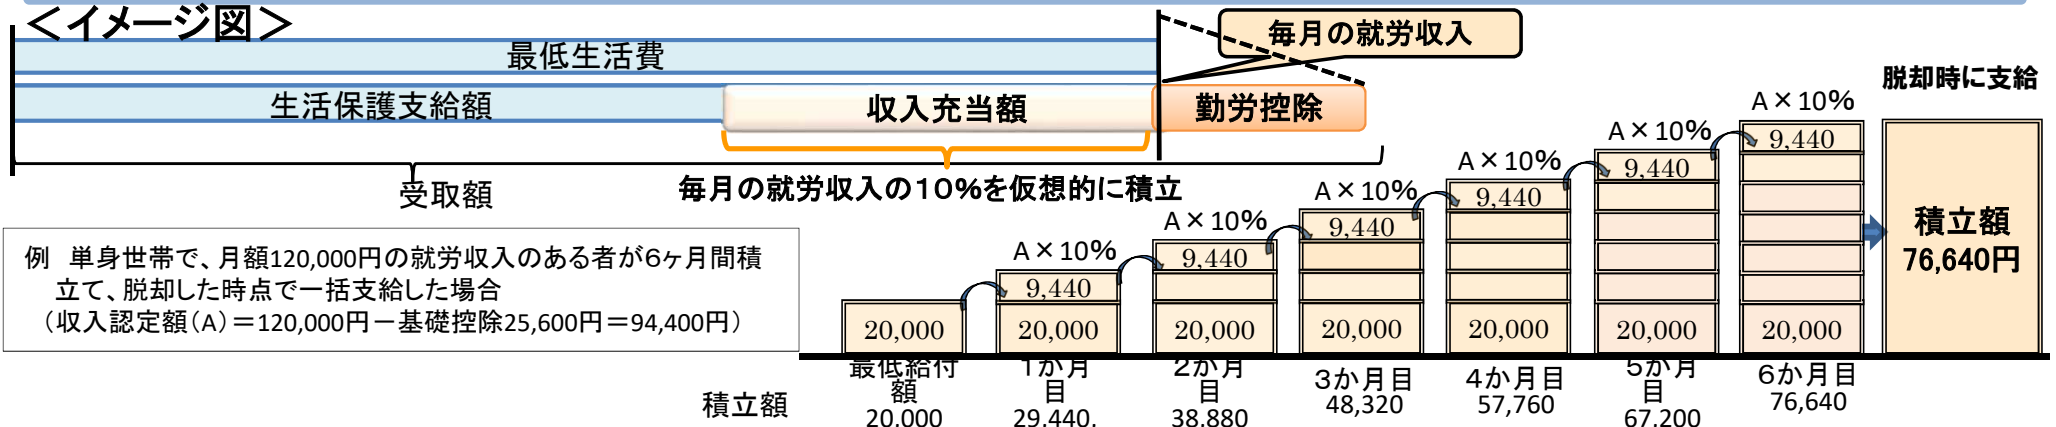 ＜イメージ図＞
最低生活費
毎月の就労収入
生活保護支給額
収入充当額
勤労控除
受取額
毎月の就労収入の１０％を仮想的に積立
例　単身世帯で、月額120,000円の就労収入のある者が６ヶ月間積
立て、脱却した時点で一括支給した場合
（収入認定額（A）＝120,000円－基礎控除25,600円＝94,400円）
脱却時に支給
A×10%
A×10%
A×10%
A×10%
A×10%
A×10%
9,440
9,440
9,440
9,440
9,440
9,440
20,000
20,000
20,000
20,000
20,000
20,000
20,000
積立額
76,640円
最低給付
額
20,000
１か月
目
29,440,
２か月
目
38,880
３か月目
48,320
４か月目
57,760
５か月
目
67,200
６か月目
76,640
積立額